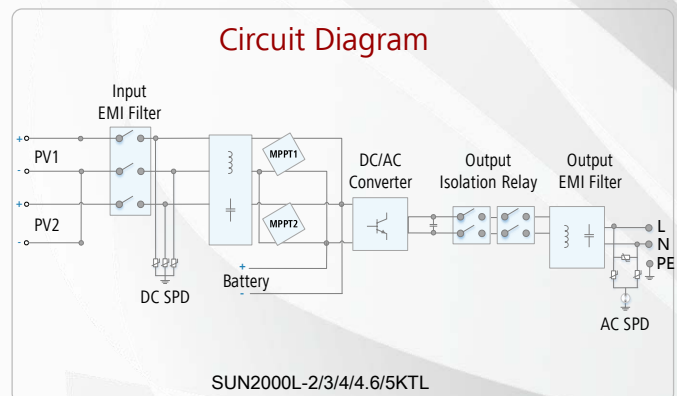 Circuit Diagram
Input
EMI Filter
+
PV1
-
+
PV2
-
DC SPD
MPPT1
MPPT2
+
Battery
-
DC/AC
Converter
Output
Isolation Relay
Output
EMI Filter
L
N
PE
AC SPD
SUN2000L-2/3/4/4.6/5KTL